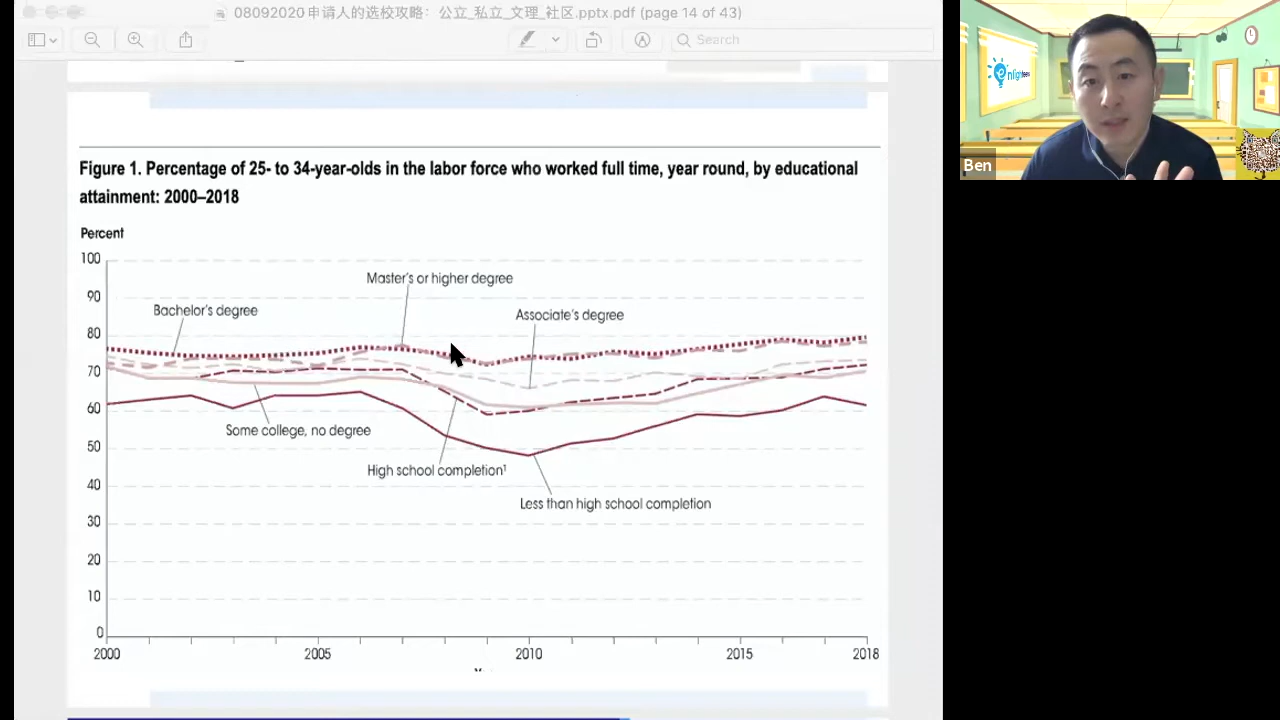 08092020申请人的选校攻略：公立_私立_文理_社区.pptx.pdf (page 14 of 43)
Search
Figure 1. Percentage of 25- to 34-year-olds in the labor force who worked full time, year round, by educational
attainment: 2000–2018
Percent
100
90
80
70
60
50
40
30
20
10
0
Master's or higher degree
Bachelor's degree
Associate's degree
Some college, no degree
High school completion¹
Less than high school completion
2000
2005
2010
2015
2018
Ben